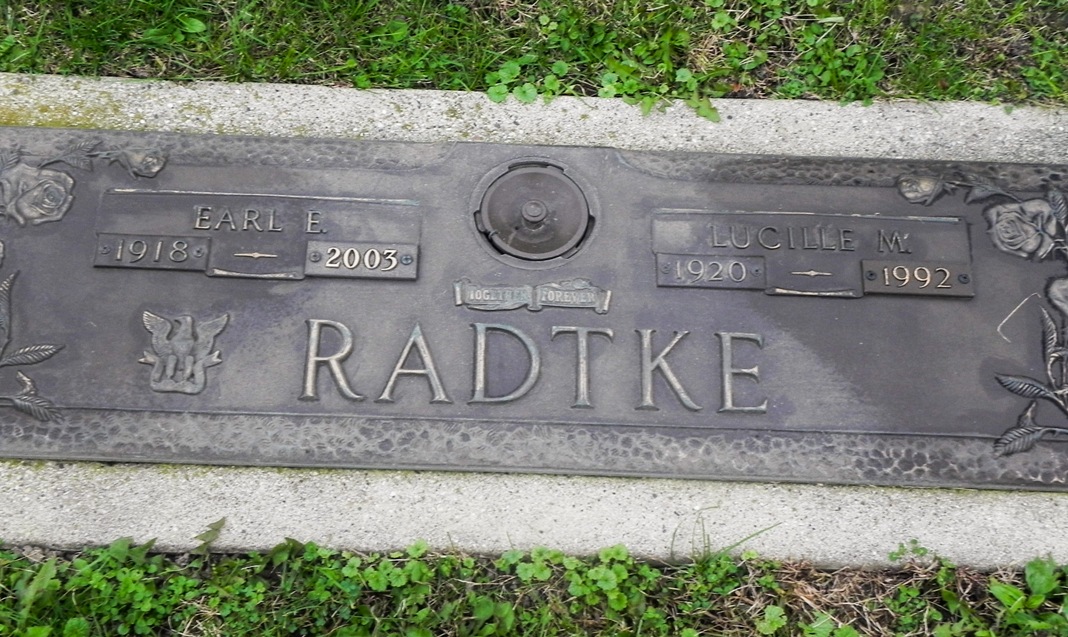 EARL E.
1918 2003
LUCILLE M.
1920 1992
TOGETHER FOREVER
RADTKE